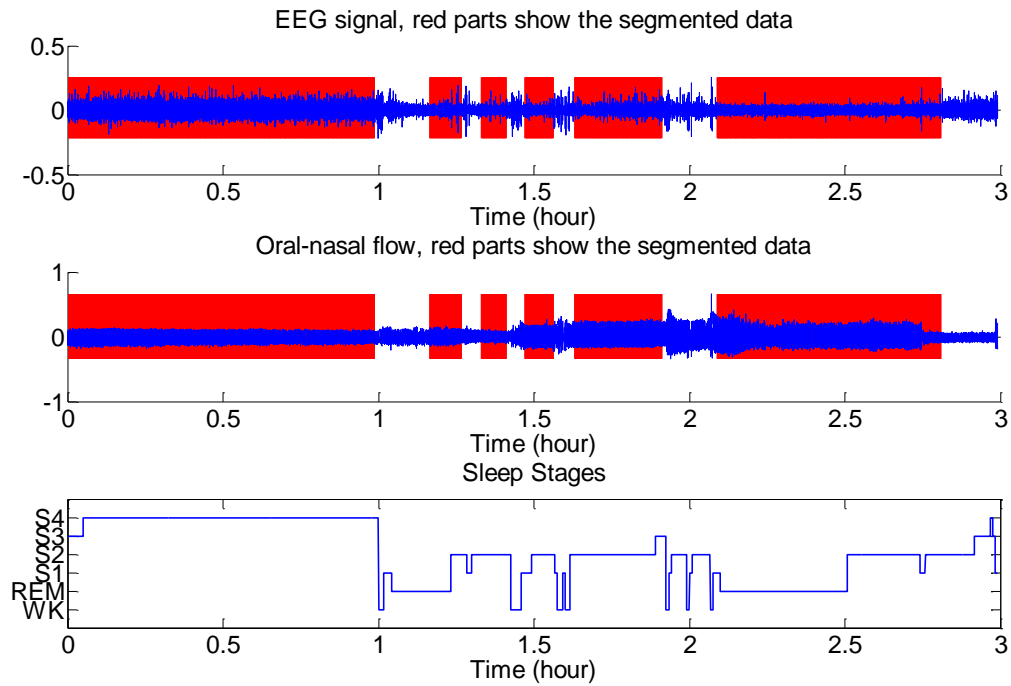 EEG signal, red parts show the segmented data
0.5
0
-0.5
0 0.5 1 1.5 2 2.5 3
Time (hour)
Oral-nasal flow, red parts show the segmented data
1
0
-1
0 0.5 1 1.5 2 2.5 3
Time (hour)
Sleep Stages
S4
S3
S2
S1
REM
WK
0 0.5 1 1.5 2 2.5 3
Time (hour)